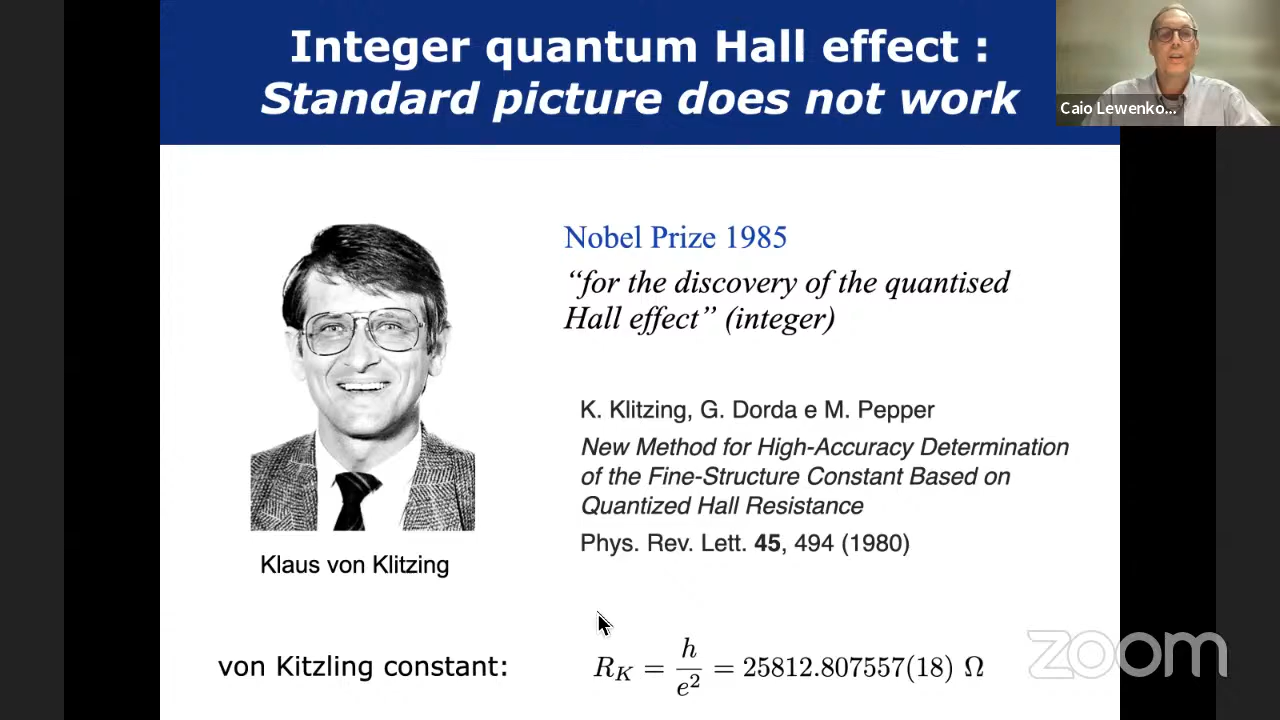 Integer quantum Hall effect :
Standard picture does not work
Caio Lewenko...
Nobel Prize 1985
“for the discovery of the quantised
Hall effect” (integer)
K. Klitzing, G. Dorda e M. Pepper
New Method for High-Accuracy Determination
of the Fine-Structure Constant Based on
Quantized Hall Resistance
Phys. Rev. Lett. 45, 494 (1980)
Klaus von Klitzing
von Kitzling constant:
R_K = h/e² = 25812.807557(18) Ω
zoom